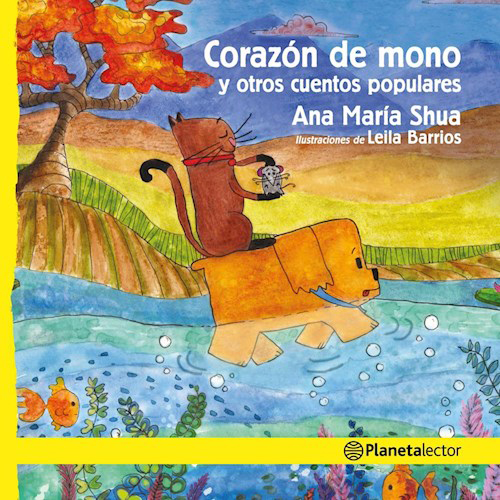 Corazón de mono
y otros cuentos populares
Ana María Shua
Ilustraciones de Leila Barrios
Planetalector